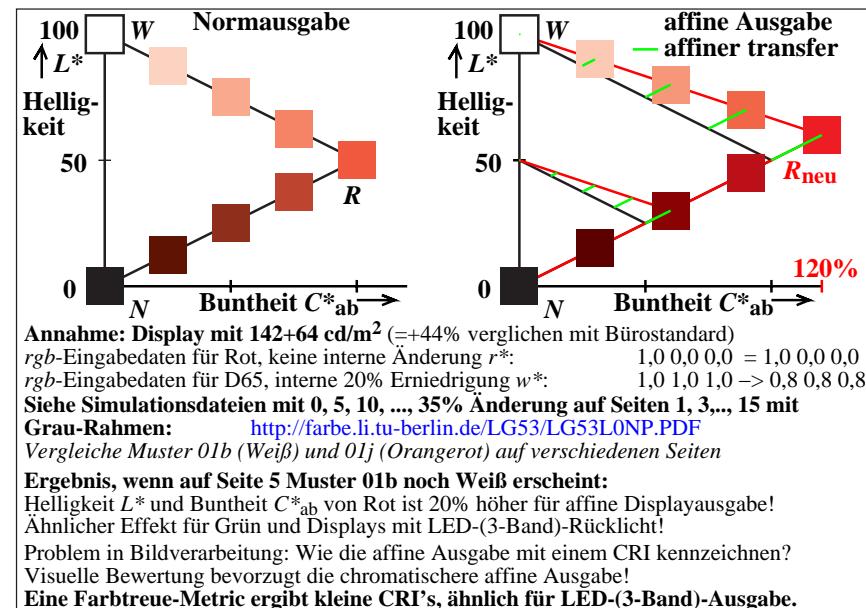 Normausgabe
100
W
L*
Hellig-
keit
50
R
0
N
Buntheit C*ab
affine Ausgabe
affiner transfer
100
W
L*
Hellig-
keit
50
Rneu
120%
0
N
Buntheit C*ab
Annahme: Display mit 142+64 cd/m² (=+44% verglichen mit Bürostandard)
rgb-Eingabedaten für Rot, keine interne Änderung r*: 1,0 0,0 0,0 = 1,0 0,0 0,0
rgb-Eingabedaten für D65, interne 20% Erniedrigung w*: 1,0 1,0 1,0 –> 0,8 0,8 0,8
Siehe Simulationsdateien mit 0, 5, 10, ..., 35% Änderung auf Seiten 1, 3,.., 15 mit
Grau-Rahmen: http://farbe.li.tu-berlin.de/LG53/LG53L0NP.PDF
Vergleiche Muster 01b (Weiß) und 01j (Orangerot) auf verschiedenen Seiten
Ergebnis, wenn auf Seite 5 Muster 01b noch Weiß erscheint:
Helligkeit L* und Buntheit C*ab von Rot ist 20% höher für affine Displayausgabe!
Ähnlicher Effekt für Grün und Displays mit LED-(3-Band)-Rücklicht!
Problem in Bildverarbeitung: Wie die affine Ausgabe mit einem CRI kennzeichnen?
Visuelle Bewertung bevorzugt die chromatischere affine Ausgabe!
Eine Farbtreue-Metric ergibt kleine CRI's, ähnlich für LED-(3-Band)-Ausgabe.